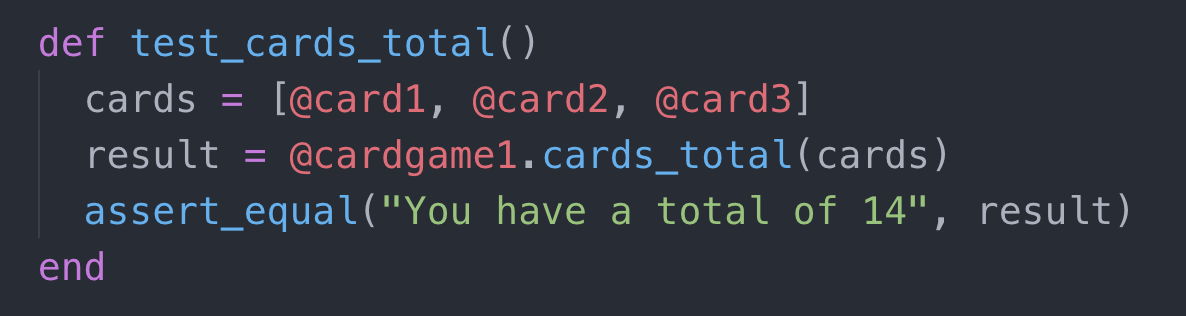 def test_cards_total()
  cards = [@card1, @card2, @card3]
  result = @cardgame1.cards_total(cards)
  assert_equal("You have a total of 14", result)
end